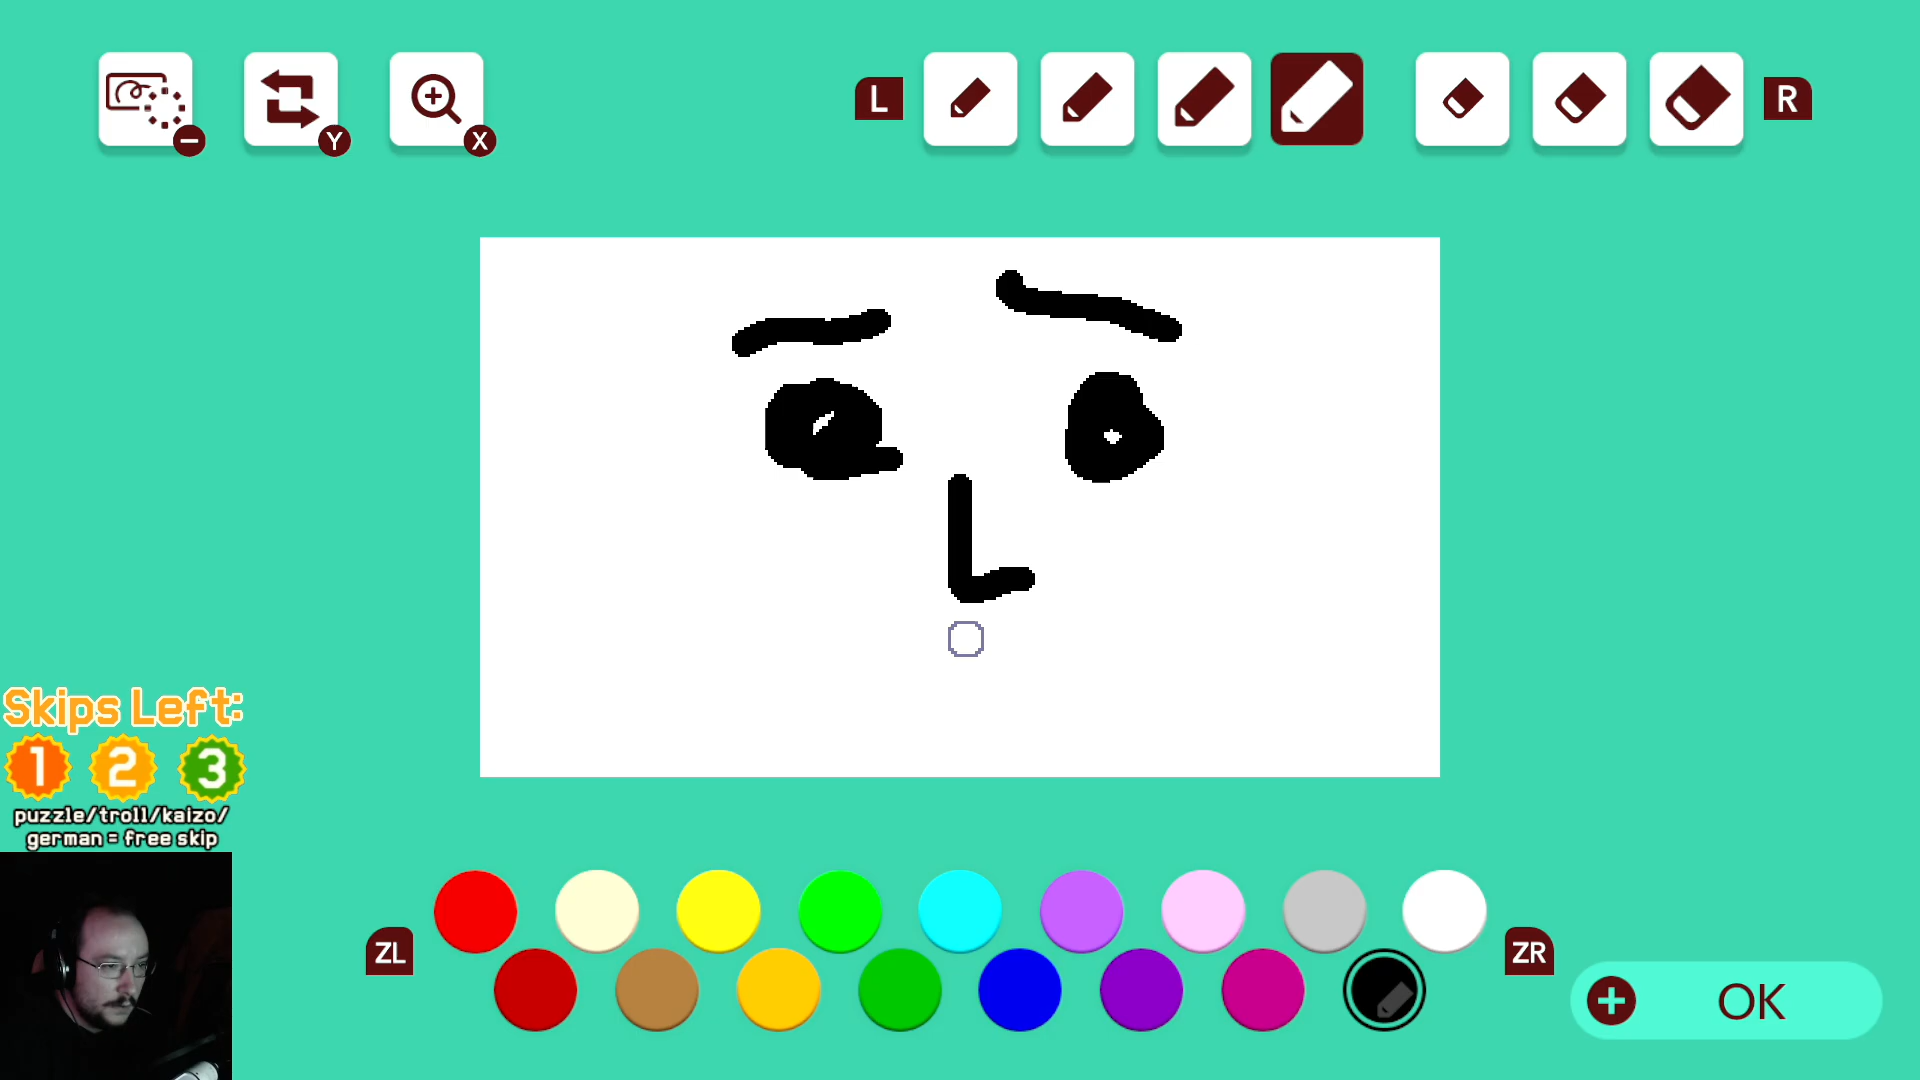 Y
X
L
R
Skips Left:
1 2 3
puzzle/troll/kaizo/
german = free skip
ZL
ZR
OK